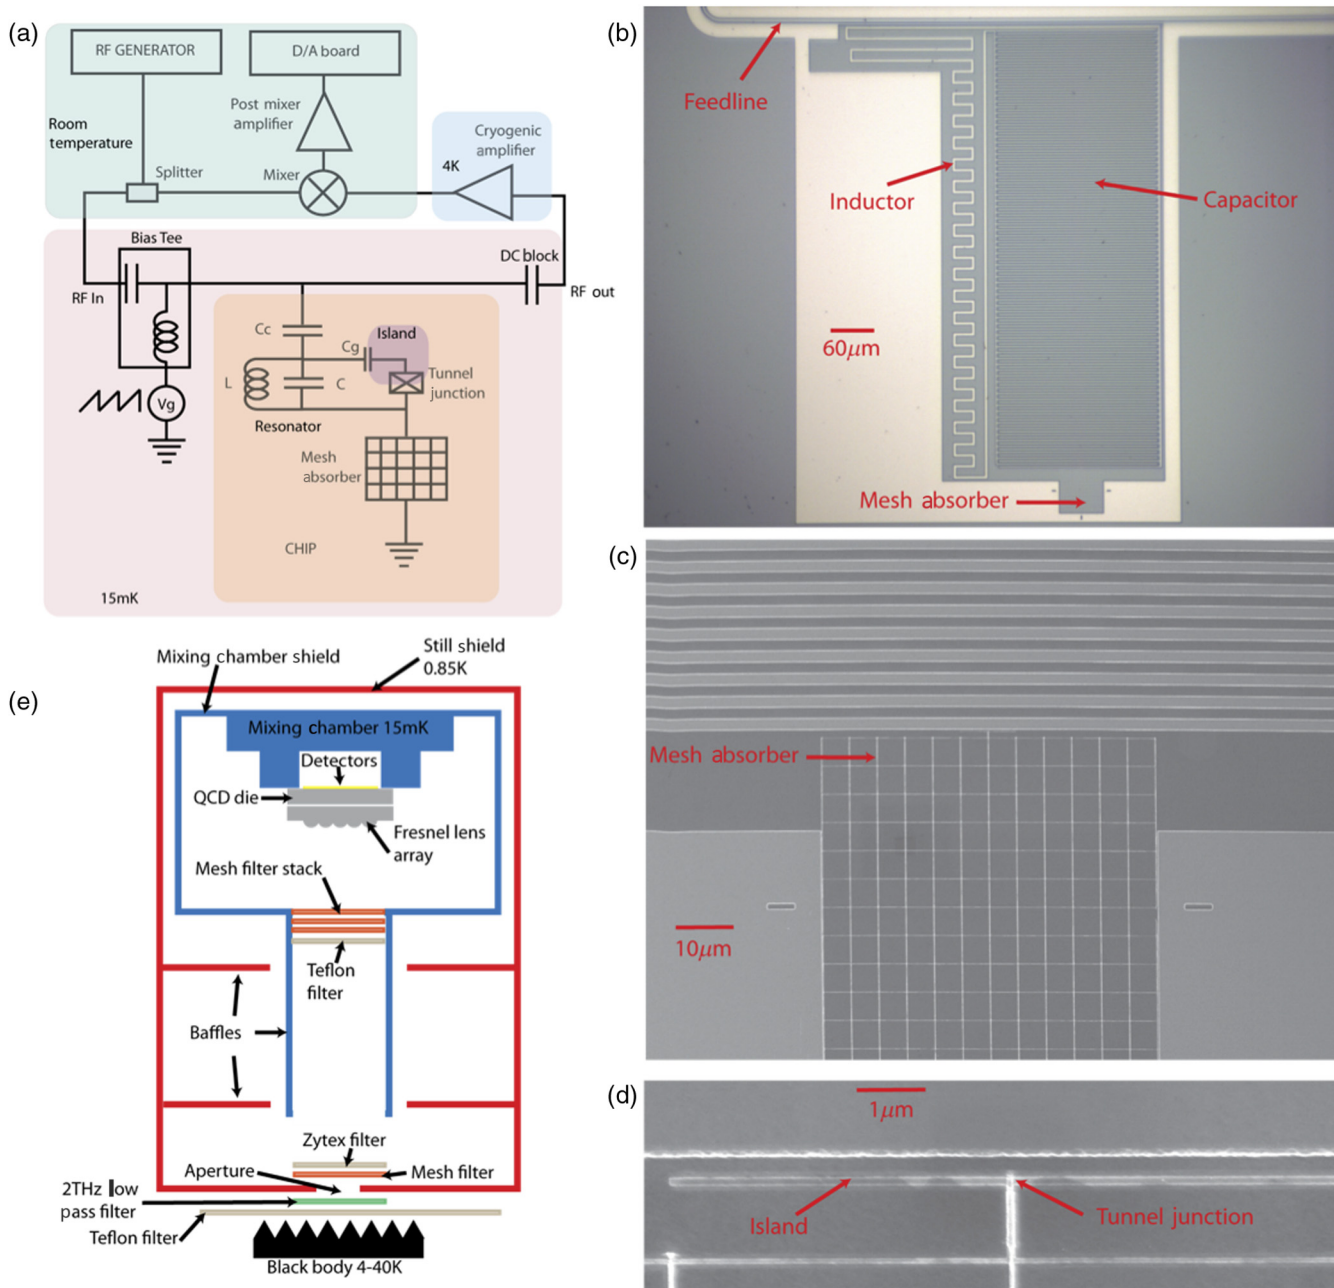 (a)
RF GENERATOR
D/A board
Post mixer
amplifier
Room
temperature
Splitter
Mixer
Cryogenic
amplifier
4K
Bias Tee
DC block
RF In
RF out
Cc
Island
Cg
L
C
Tunnel
junction
Vg
Resonator
Mesh
absorber
CHIP
15mK
(b)
Feedline
Inductor
Capacitor
60μm
Mesh absorber
(c)
Mesh absorber
10μm
(d)
1μm
Island
Tunnel junction
(e)
Mixing chamber shield
Still shield
0.85K
Mixing chamber 15mK
Detectors
QCD die
Fresnel lens
array
Mesh filter stack
Teflon
filter
Baffles
Zytex filter
Aperture
Mesh filter
2THz low
pass filter
Teflon filter
Black body 4-40K